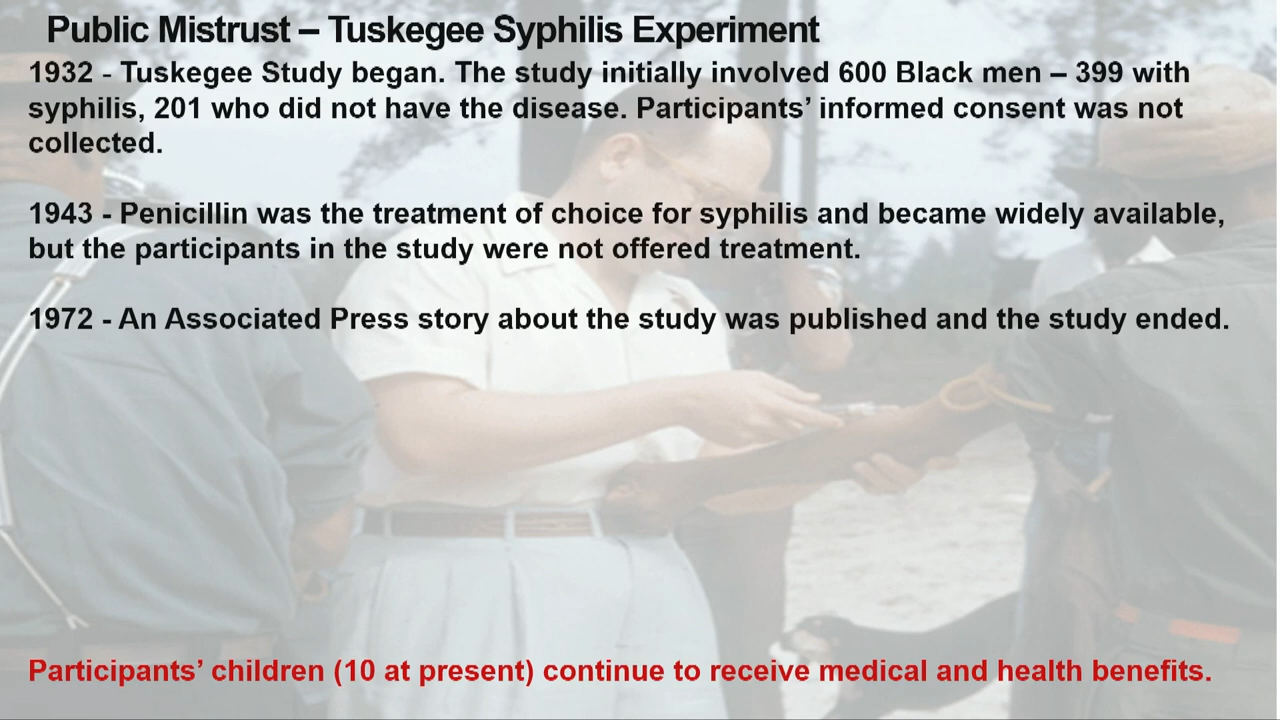 Public Mistrust – Tuskegee Syphilis Experiment
1932 - Tuskegee Study began. The study initially involved 600 Black men – 399 with
syphilis, 201 who did not have the disease. Participants’ informed consent was not
collected.
1943 - Penicillin was the treatment of choice for syphilis and became widely available,
but the participants in the study were not offered treatment.
1972 - An Associated Press story about the study was published and the study ended.
Participants’ children (10 at present) continue to receive medical and health benefits.